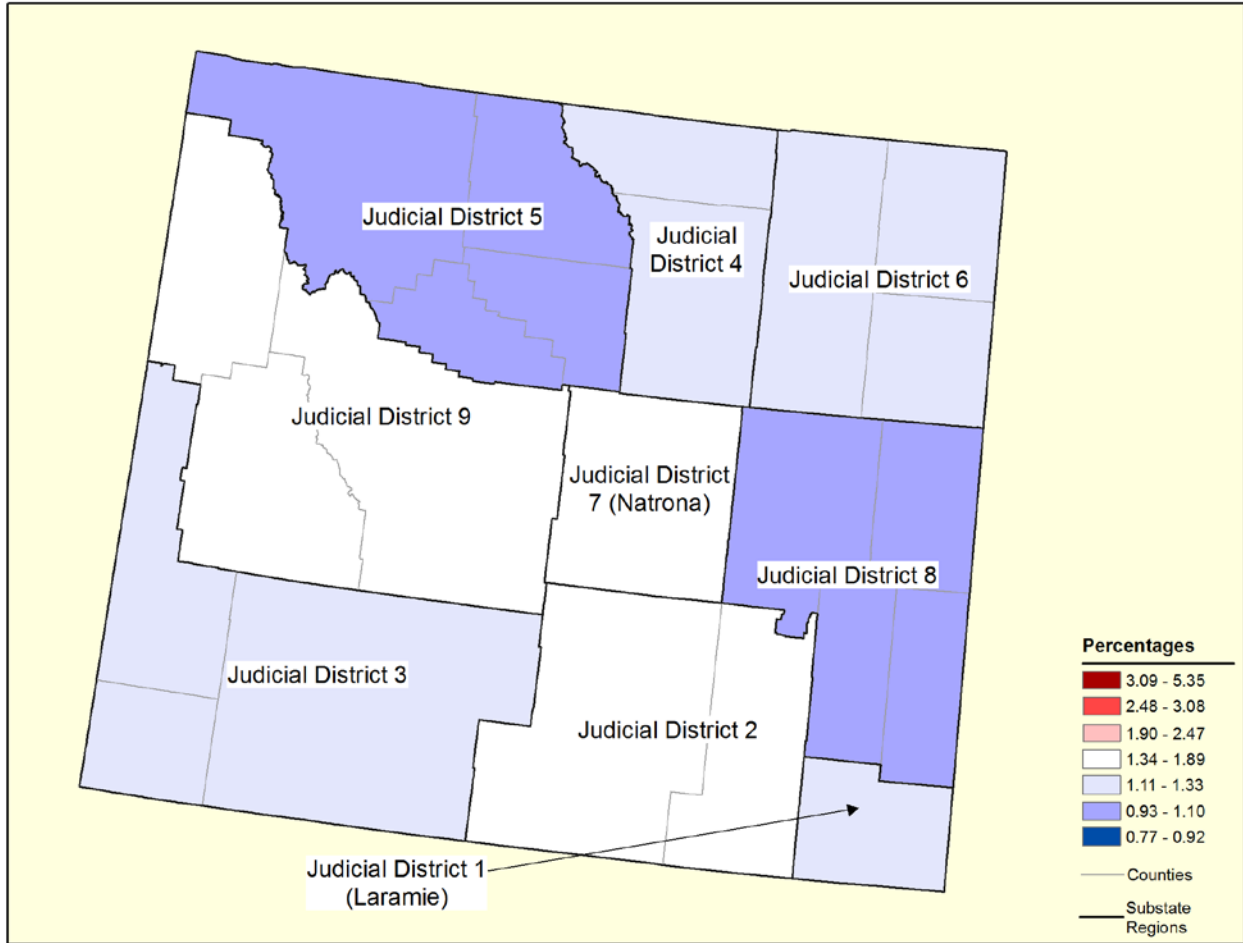 Judicial District 5
Judicial
District 4
Judicial District 6
Judicial District 9
Judicial District
7 (Natrona)
Judicial District 8
Judicial District 3
Judicial District 2
Judicial District 1
(Laramie)
Percentages
3.09 - 5.35
2.48 - 3.08
1.90 - 2.47
1.34 - 1.89
1.11 - 1.33
0.93 - 1.10
0.77 - 0.92
Counties
Substate
Regions